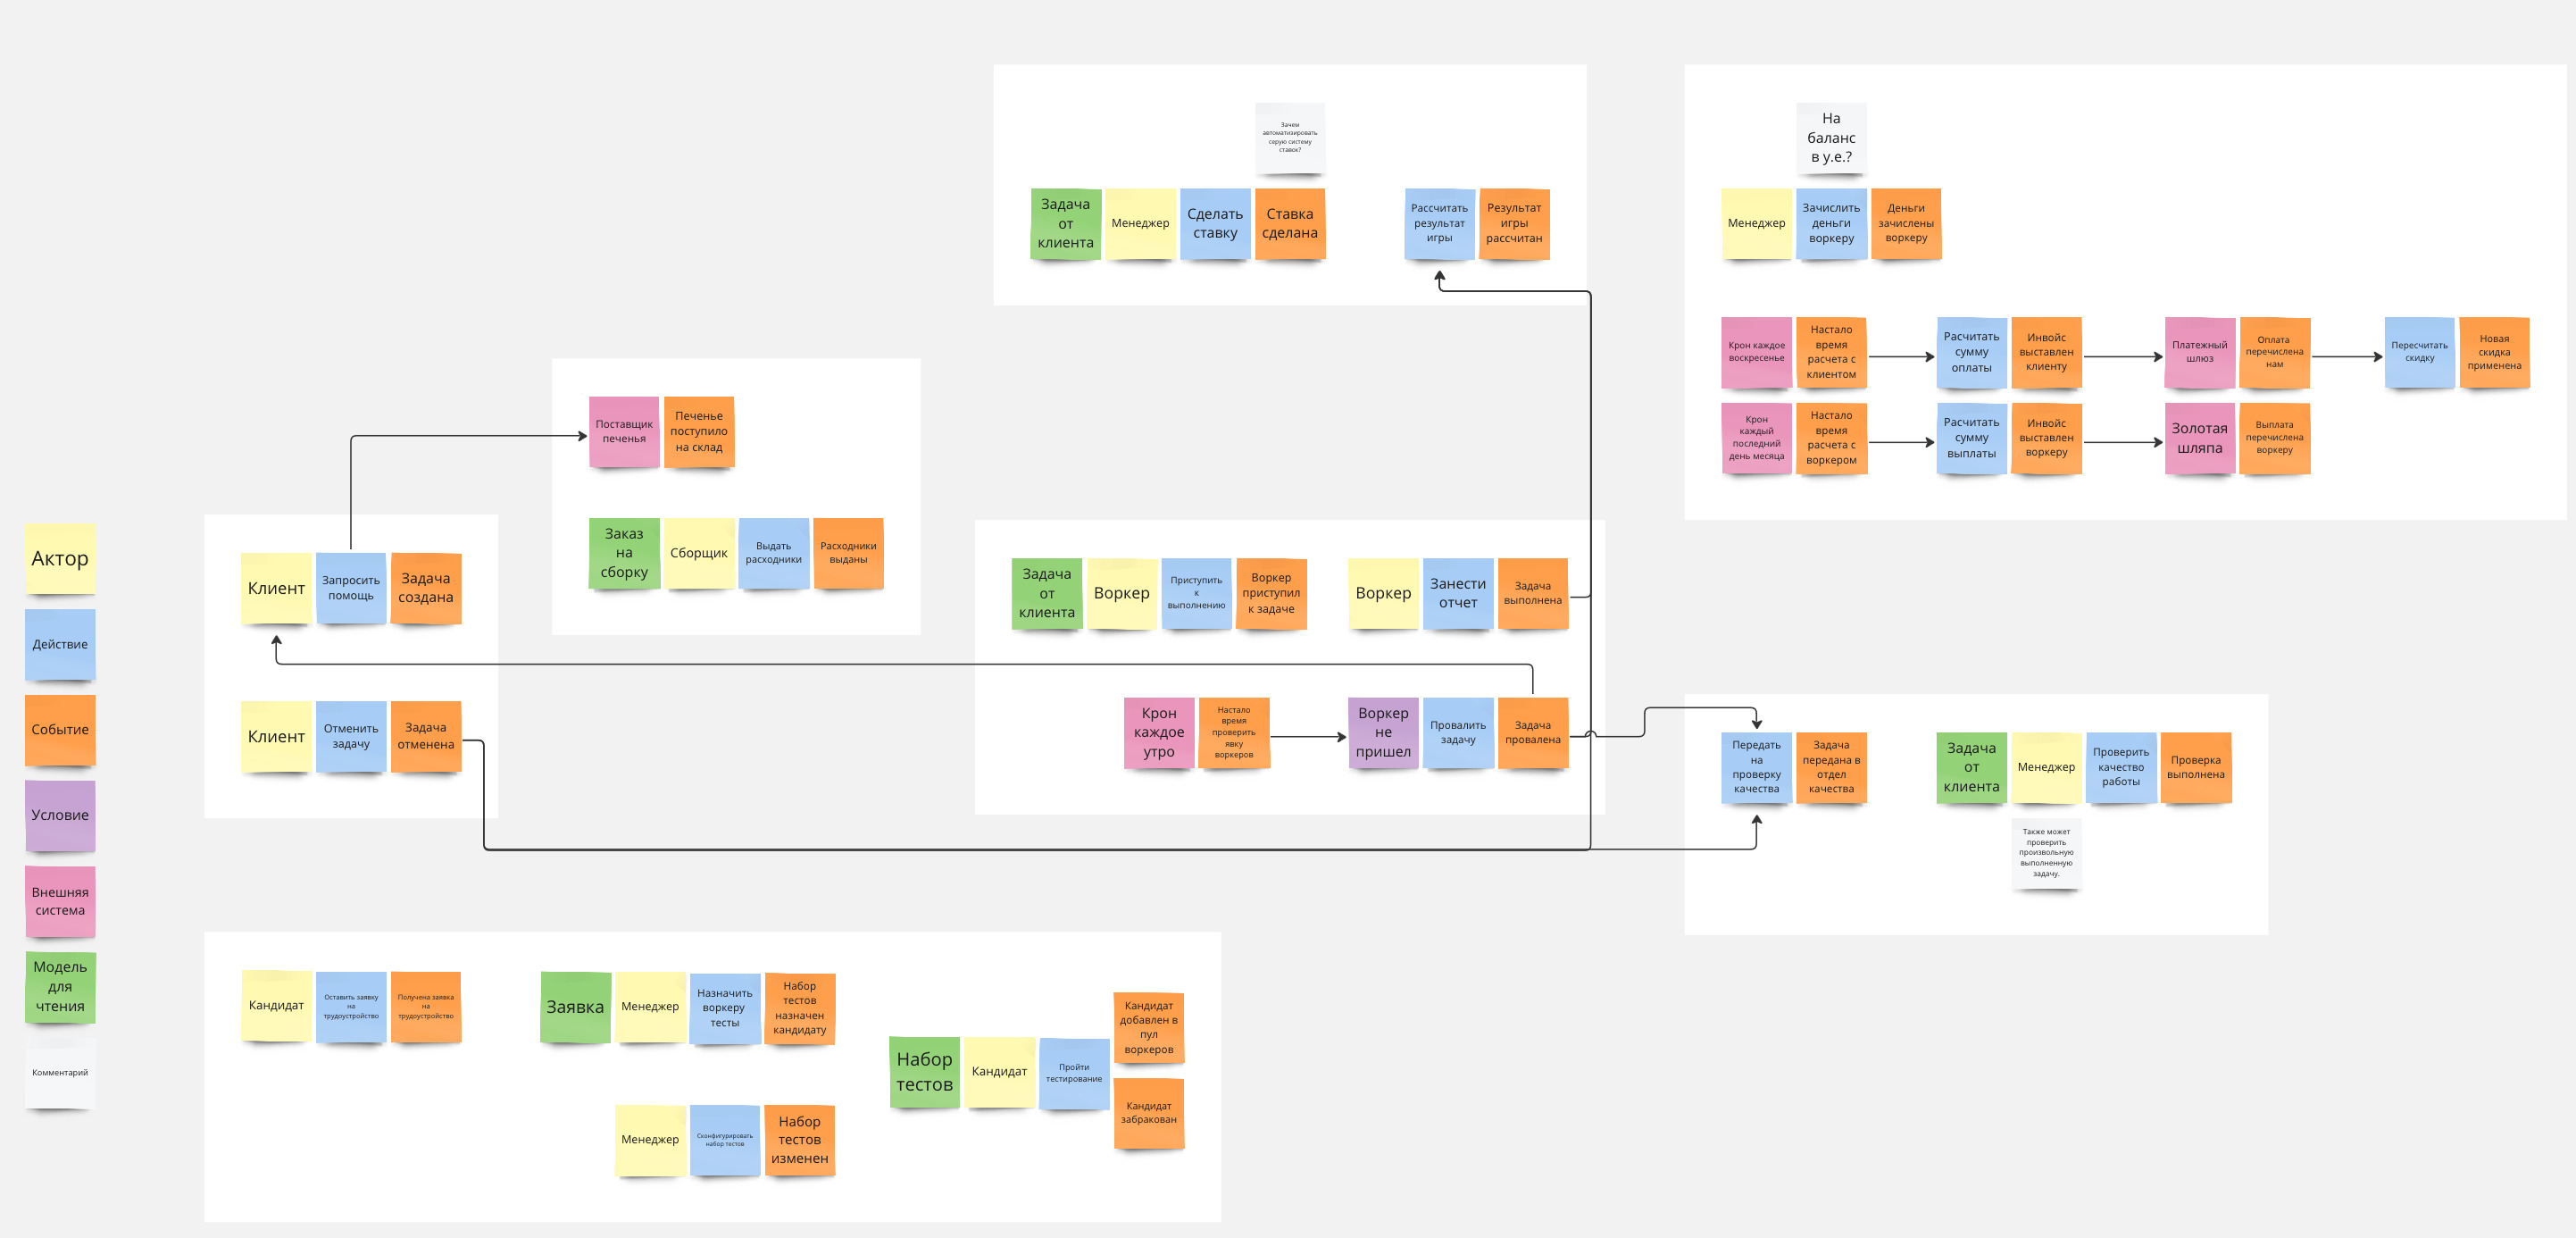 Актор
Действие
Событие
Условие
Внешняя
система
Модель
для
чтения
Комментарий
Клиент
Запросить
помощь
Задача
создана
Клиент
Отменить
задачу
Задача
отменена
Поставщик
печенья
Печенье
поступило
на склад
Заказ
на
сборку
Сборщик
Выдать
расходники
Расходники
выданы
Зачем
автоматизировать
серую систему
ставок?
Задача
от
клиента
Менеджер
Сделать
ставку
Ставка
сделана
Рассчитать
результат
игры
Результат
игры
рассчитан
Задача
от
клиента
Воркер
Приступить
к
выполнению
Воркер
приступил
к задаче
Воркер
Занести
отчет
Задача
выполнена
Крон
каждое
утро
Настало
время
проверить
явку
воркеров
Воркер
не
пришел
Провалить
задачу
Задача
провалена
На
баланс
в у.е.?
Менеджер
Зачислить
деньги
воркеру
Деньги
зачислены
воркеру
Крон каждое
воскресенье
Настало
время
расчета с
клиентом
Расчитать
сумму
оплаты
Инвойс
выставлен
клиенту
Платежный
шлюз
Оплата
перечислена
нам
Пересчитать
скидку
Новая
скидка
применена
Крон
каждый
последний
день месяца
Настало
время
расчета с
воркером
Расчитать
сумму
выплаты
Инвойс
выставлен
воркеру
Золотая
шляпа
Выплата
перечислена
воркеру
Передать
на
проверку
качества
Задача
передана в
отдел
качества
Задача
от
клиента
Менеджер
Проверить
качество
работы
Проверка
выполнена
Также может
проверить
произвольную
выполненную
задачу.
Кандидат
Оставить заявку
на
трудоустройство
Получена заявка
на
трудоустройство
Заявка
Менеджер
Назначить
воркеру
тесты
Набор
тестов
назначен
кандидату
Менеджер
Сконфигурировать
набор тестов
Набор
тестов
изменен
Набор
тестов
Кандидат
Пройти
тестирование
Кандидат
добавлен в
пул
воркеров
Кандидат
забракован